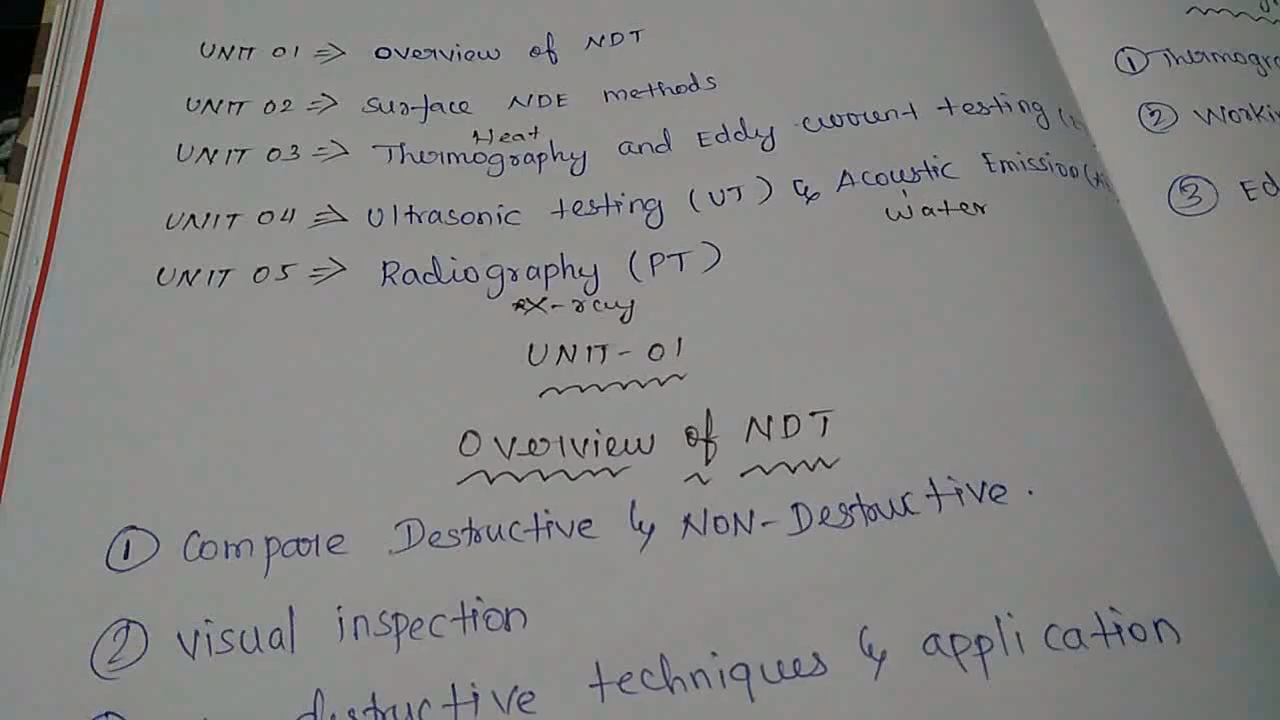 UNIT 01 ⇒ Overview of NDT
UNIT 02 ⇒ Surface NDE methods
Heat
UNIT 03 ⇒ Thermography and Eddy current testing
UNIT 04 ⇒ Ultrasonic testing (UT) & Acoustic Emission
water
UNIT 05 ⇒ Radiography (PT)
X-ray
UNIT-01
Overview of NDT
① Compare Destructive & NON-Destructive.
② visual inspection
destructive techniques & application
① Thermogr
② Worki
③ Ed